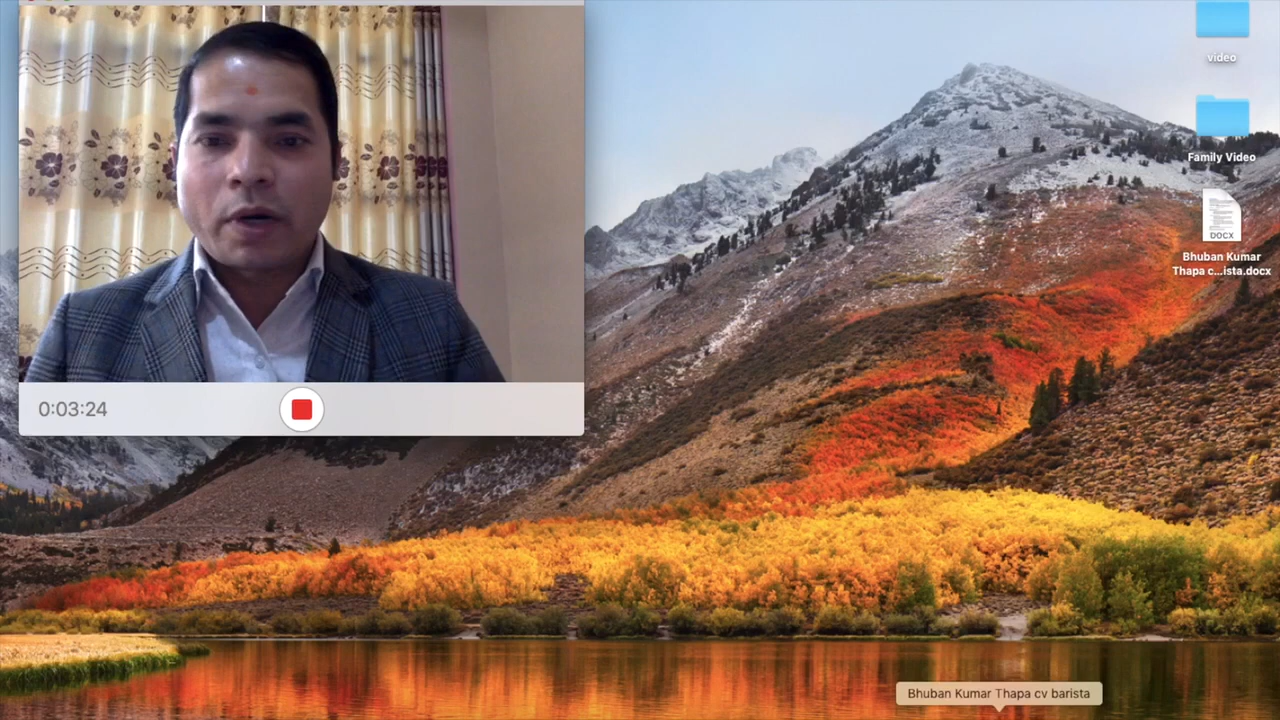 0:03:24
video
Family Video
DOCX
Bhuban Kumar
Thapa c...ista.docx
Bhuban Kumar Thapa cv barista